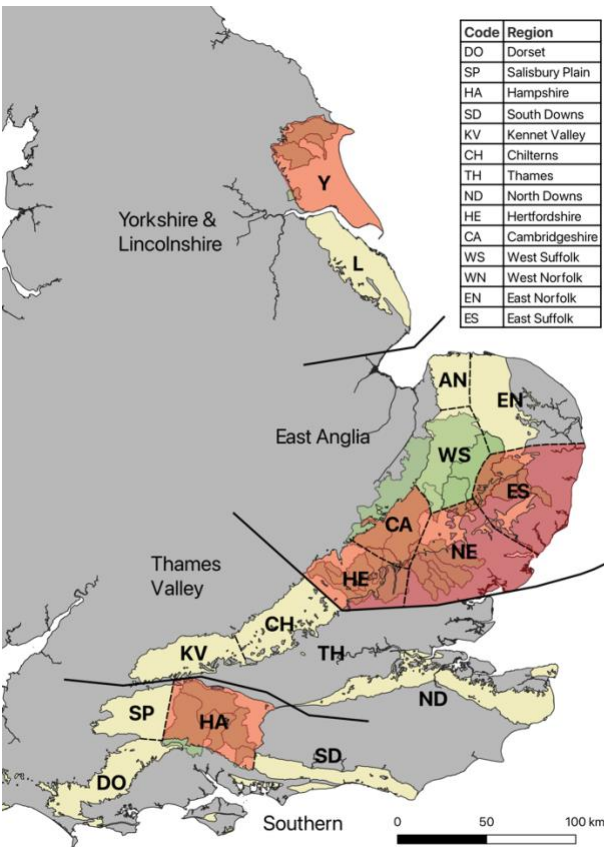 Code Region
DO Dorset
SP Salisbury Plain
HA Hampshire
SD South Downs
KV Kennet Valley
CH Chilterns
TH Thames
ND North Downs
HE Hertfordshire
CA Cambridgeshire
WS West Suffolk
WN West Norfolk
EN East Norfolk
ES East Suffolk
Y
Yorkshire &
Lincolnshire
L
AN
EN
East Anglia
WS
ES
CA
NE
Thames
Valley
HE
CH
TH
KV
ND
SP
HA
SD
DO
Southern
0 50 100 km